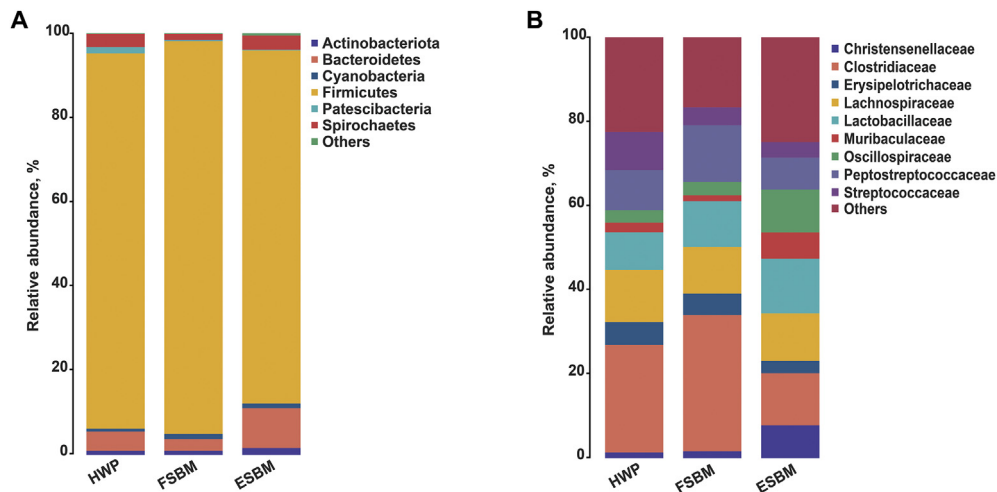 A
Relative abundance, %
100
80
60
40
20
0
HWP
FSBM
ESBM
Actinobacteriota
Bacteroidetes
Cyanobacteria
Firmicutes
Patescibacteria
Spirochaetes
Others
B
Relative abundance, %
100
80
60
40
20
0
HWP
FSBM
ESBM
Christensenellaceae
Clostridiaceae
Erysipelotrichaceae
Lachnospiraceae
Lactobacillaceae
Muribaculaceae
Oscillospiraceae
Peptostreptococcaceae
Streptococcaceae
Others